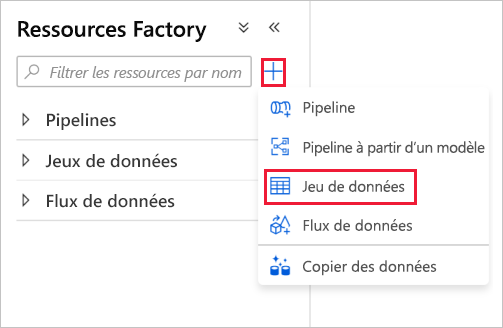 Ressources Factory
Filtrer les ressources par nom
Pipelines
Jeux de données
Flux de données
Pipeline
Pipeline à partir d'un modèle
Jeu de données
Flux de données
Copier des données